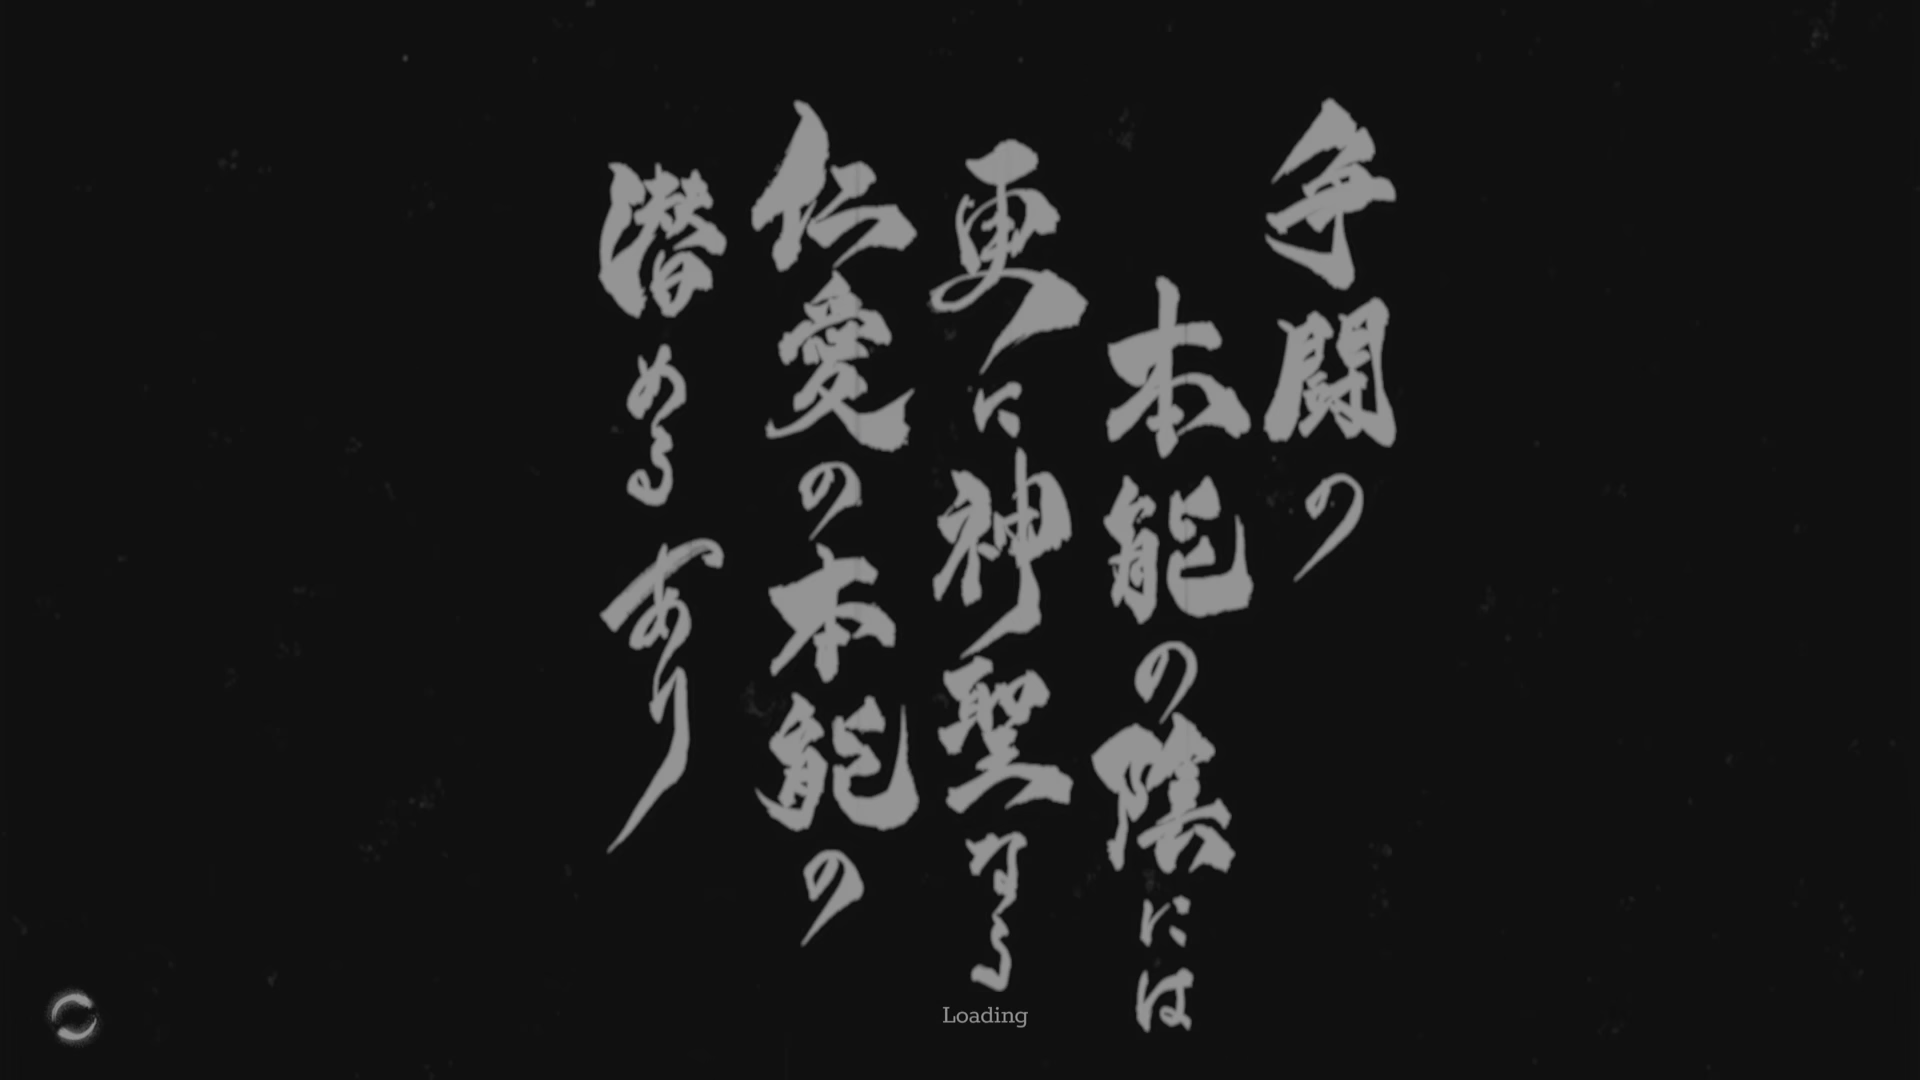 争闘の
本能の陰には
更に神聖なる
仁愛の本能の
潜める あり
Loading